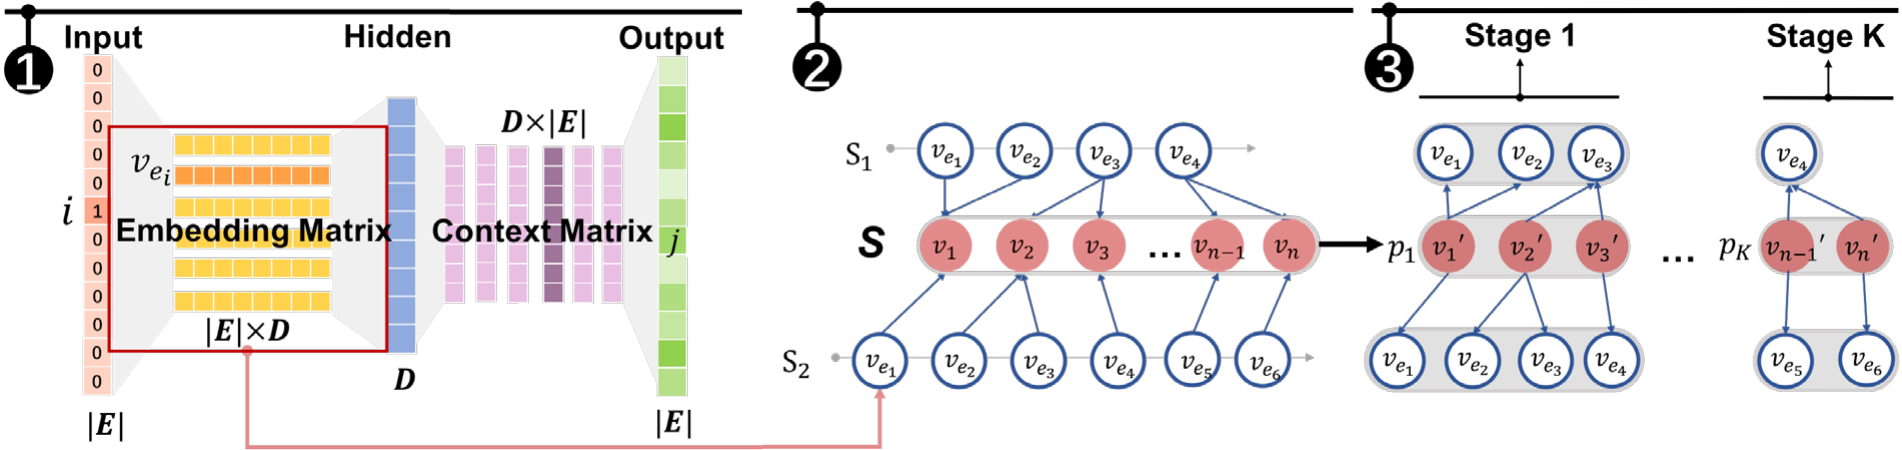 1
Input
Hidden
Output
0
0
0
0
0
1
0
0
0
0
0
0
i
v_{e_i}
Embedding Matrix
|E|×D
|E|
D
D×|E|
Context Matrix
j
|E|
2
S₁
v_{e_1} v_{e_2} v_{e_3} v_{e_4}
S
v_1 v_2 v_3 ... v_{n-1} v_n
S₂
v_{e_1} v_{e_2} v_{e_3} v_{e_4} v_{e_5} v_{e_6}
3
Stage 1
Stage K
v_{e_1} v_{e_2} v_{e_3}
v_{e_4}
p_1 v_1' v_2' v_3' ... p_K v_{n-1}' v_n'
v_{e_1} v_{e_2} v_{e_3} v_{e_4}
v_{e_5} v_{e_6}